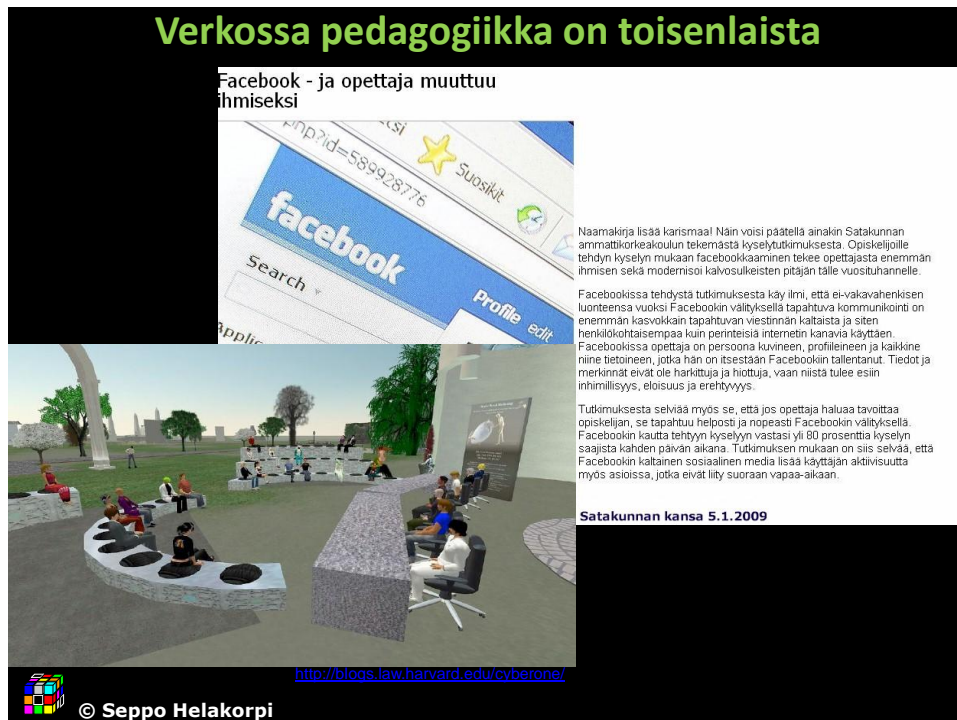 Verkossa pedagogiikka on toisenlaista
Facebook - ja opettaja muuttuu
ihmiseksi
php?id=589928776
Suosikit
facebook
Search
Profile edit
Naamakirja lisää karismaa! Näin voisi päätellä ainakin Satakunnan
ammattikorkeakoulun tekemästä kyselytutkimuksesta. Opiskelijoille
tehdyn kyselyn mukaan facebookkaaminen tekee opettajasta enemmän
ihmisen sekä modernisoi kalvosulkeisten pitäjän tälle vuosituhannelle.
Facebookissa tehdystä tutkimuksesta käy ilmi, että ei-vakavahenkisen
luonteensa vuoksi Facebookin välityksellä tapahtuva kommunikointi on
enemmän kasvokkain tapahtuvan viestinnän kaltaista ja siten
henkilökohtaisempaa kuin perinteisiä internetin kanavia käyttäen.
Facebookissa opettaja on persoona kuvineen, profiileineen ja kaikkine
niine tietoineen, jotka hän on itsestään Facebookiin tallentanut. Tiedot ja
merkinnät eivät ole harkittuja ja hiottuja, vaan niistä tulee esiin
inhimillisyys, eloisuus ja erehtyvyys.
Tutkimuksesta selviää myös se, että jos opettaja haluaa tavoittaa
opiskelijan, se tapahtuu helposti ja nopeasti Facebookin välityksellä.
Facebookin kautta tehtyyn kyselyyn vastasi yli 80 prosenttia kyselyn
saajista kahden päivän aikana. Tutkimuksen mukaan on siis selvää, että
Facebookin kaltainen sosiaalinen media lisää käyttäjän aktiivisuutta
myös asioissa, jotka eivät liity suoraan vapaa-aikaan.
Satakunnan kansa 5.1.2009
http://blogs.law.harvard.edu/cyberone/
© Seppo Helakorpi